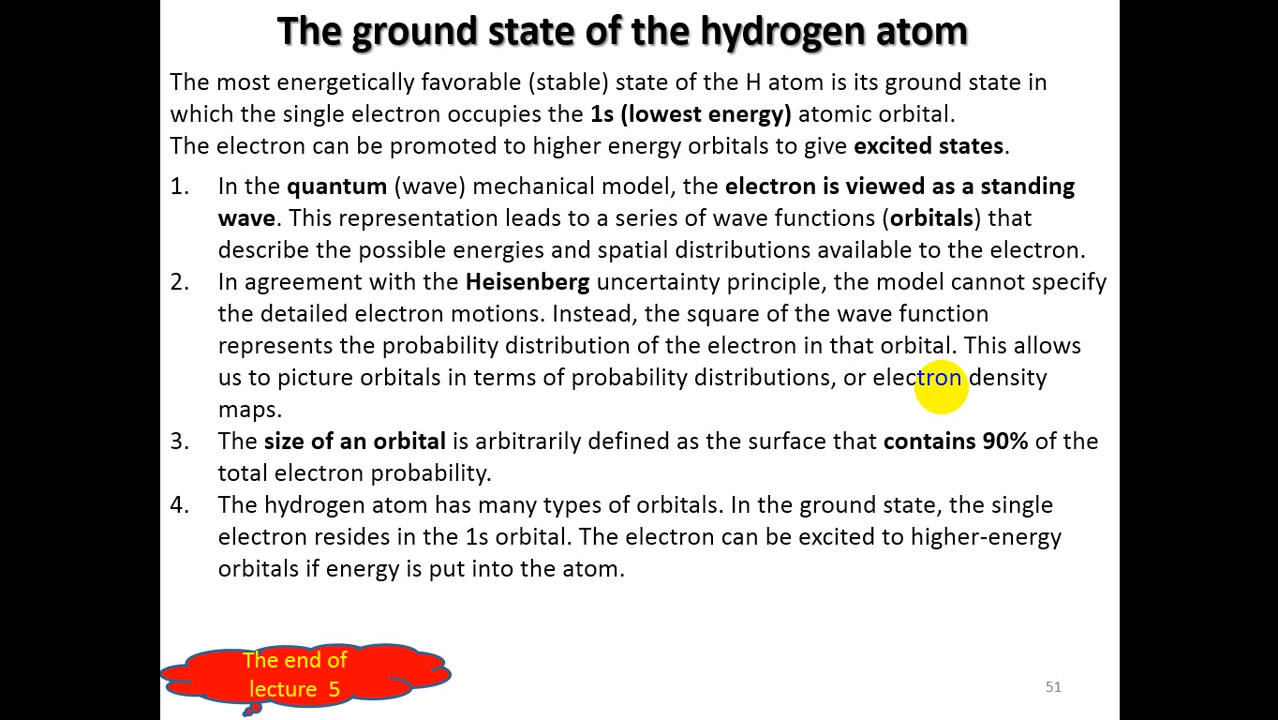 The ground state of the hydrogen atom
The most energetically favorable (stable) state of the H atom is its ground state in
which the single electron occupies the 1s (lowest energy) atomic orbital.
The electron can be promoted to higher energy orbitals to give excited states.
1. In the quantum (wave) mechanical model, the electron is viewed as a standing
wave. This representation leads to a series of wave functions (orbitals) that
describe the possible energies and spatial distributions available to the electron.
2. In agreement with the Heisenberg uncertainty principle, the model cannot specify
the detailed electron motions. Instead, the square of the wave function
represents the probability distribution of the electron in that orbital. This allows
us to picture orbitals in terms of probability distributions, or electron density
maps.
3. The size of an orbital is arbitrarily defined as the surface that contains 90% of the
total electron probability.
4. The hydrogen atom has many types of orbitals. In the ground state, the single
electron resides in the 1s orbital. The electron can be excited to higher-energy
orbitals if energy is put into the atom.
The end of
lecture 5
51